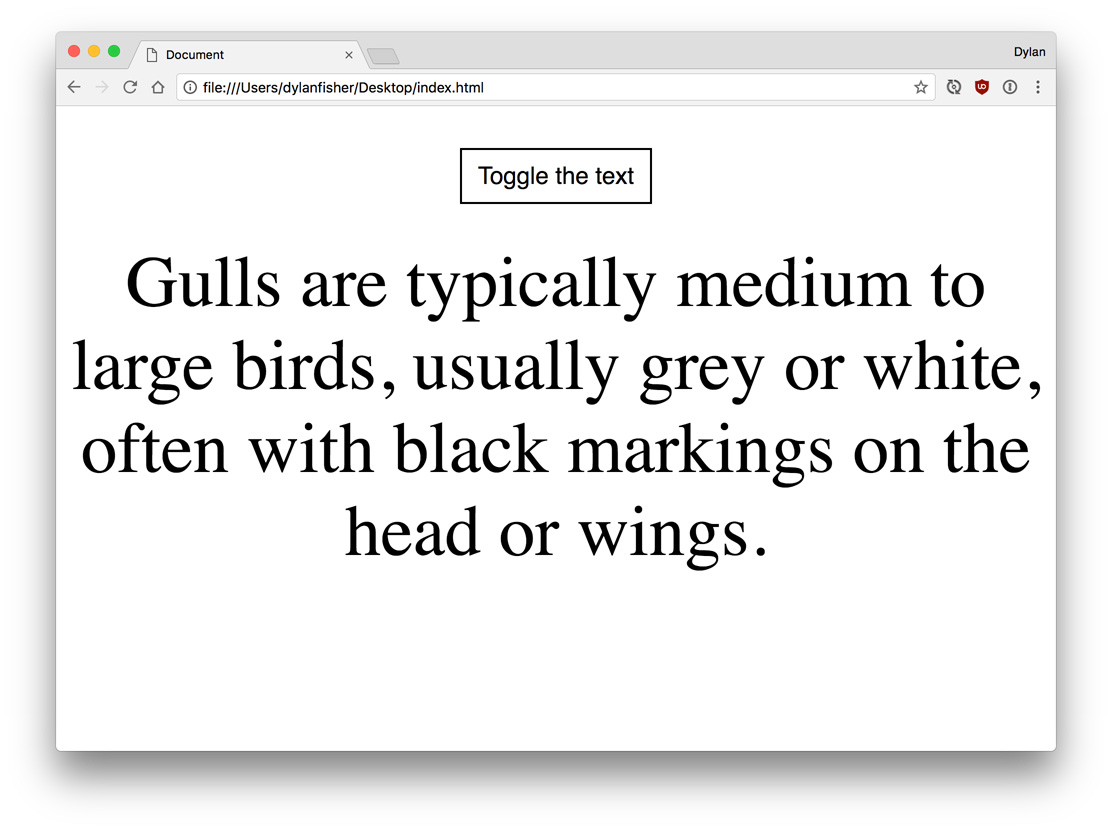 Document
Dylan
file:///Users/dylanfisher/Desktop/index.html
Toggle the text
Gulls are typically medium to
large birds, usually grey or white,
often with black markings on the
head or wings.